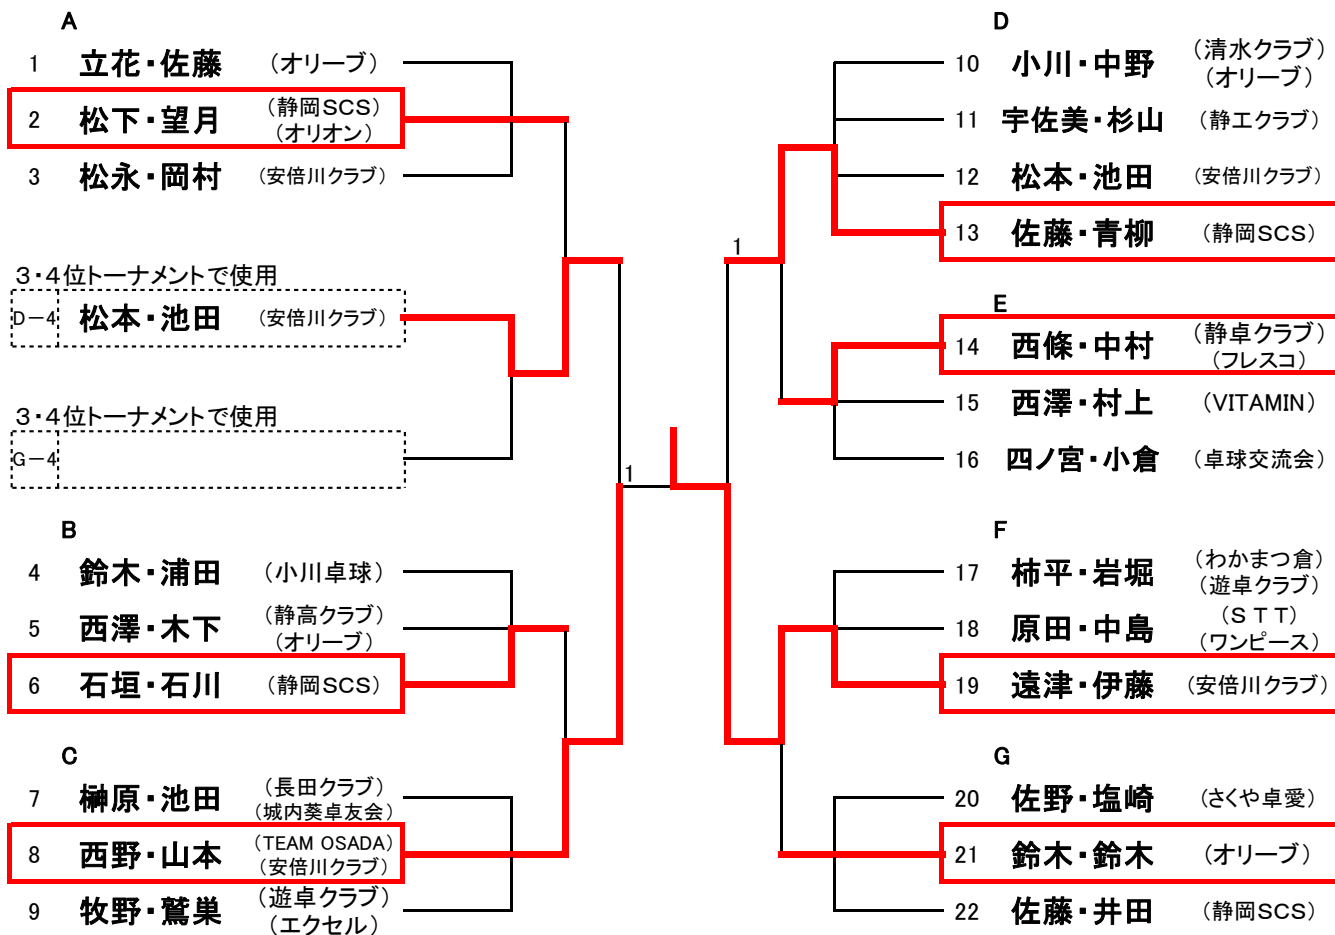 A
1 立花・佐藤 (オリーブ)
2 松下・望月 (静岡SCS)
(オリオン)
3 松永・岡村 (安倍川クラブ)
3・4位トーナメントで使用
D－4 松本・池田 (安倍川クラブ)
3・4位トーナメントで使用
G－4
B
4 鈴木・浦田 (小川卓球)
5 西澤・木下 (静高クラブ)
(オリーブ)
6 石垣・石川 (静岡SCS)
C
7 榊原・池田 (長田クラブ)
(城内葵卓友会)
8 西野・山本 (TEAM OSADA)
(安倍川クラブ)
9 牧野・鷲巣 (遊卓クラブ)
(エクセル)
1
1
D
10 小川・中野 (清水クラブ)
(オリーブ)
11 宇佐美・杉山 (静エクラブ)
12 松本・池田 (安倍川クラブ)
13 佐藤・青柳 (静岡SCS)
E
14 西條・中村 (静卓クラブ)
(フレスコ)
15 西澤・村上 (VITAMIN)
16 四ノ宮・小倉 (卓球交流会)
F
17 柿平・岩堀 (わかまつ倉)
(遊卓クラブ)
18 原田・中島 (STT)
(ワンピース)
19 遠津・伊藤 (安倍川クラブ)
G
20 佐野・塩崎 (さくや卓愛)
21 鈴木・鈴木 (オリーブ)
22 佐藤・井田 (静岡SCS)